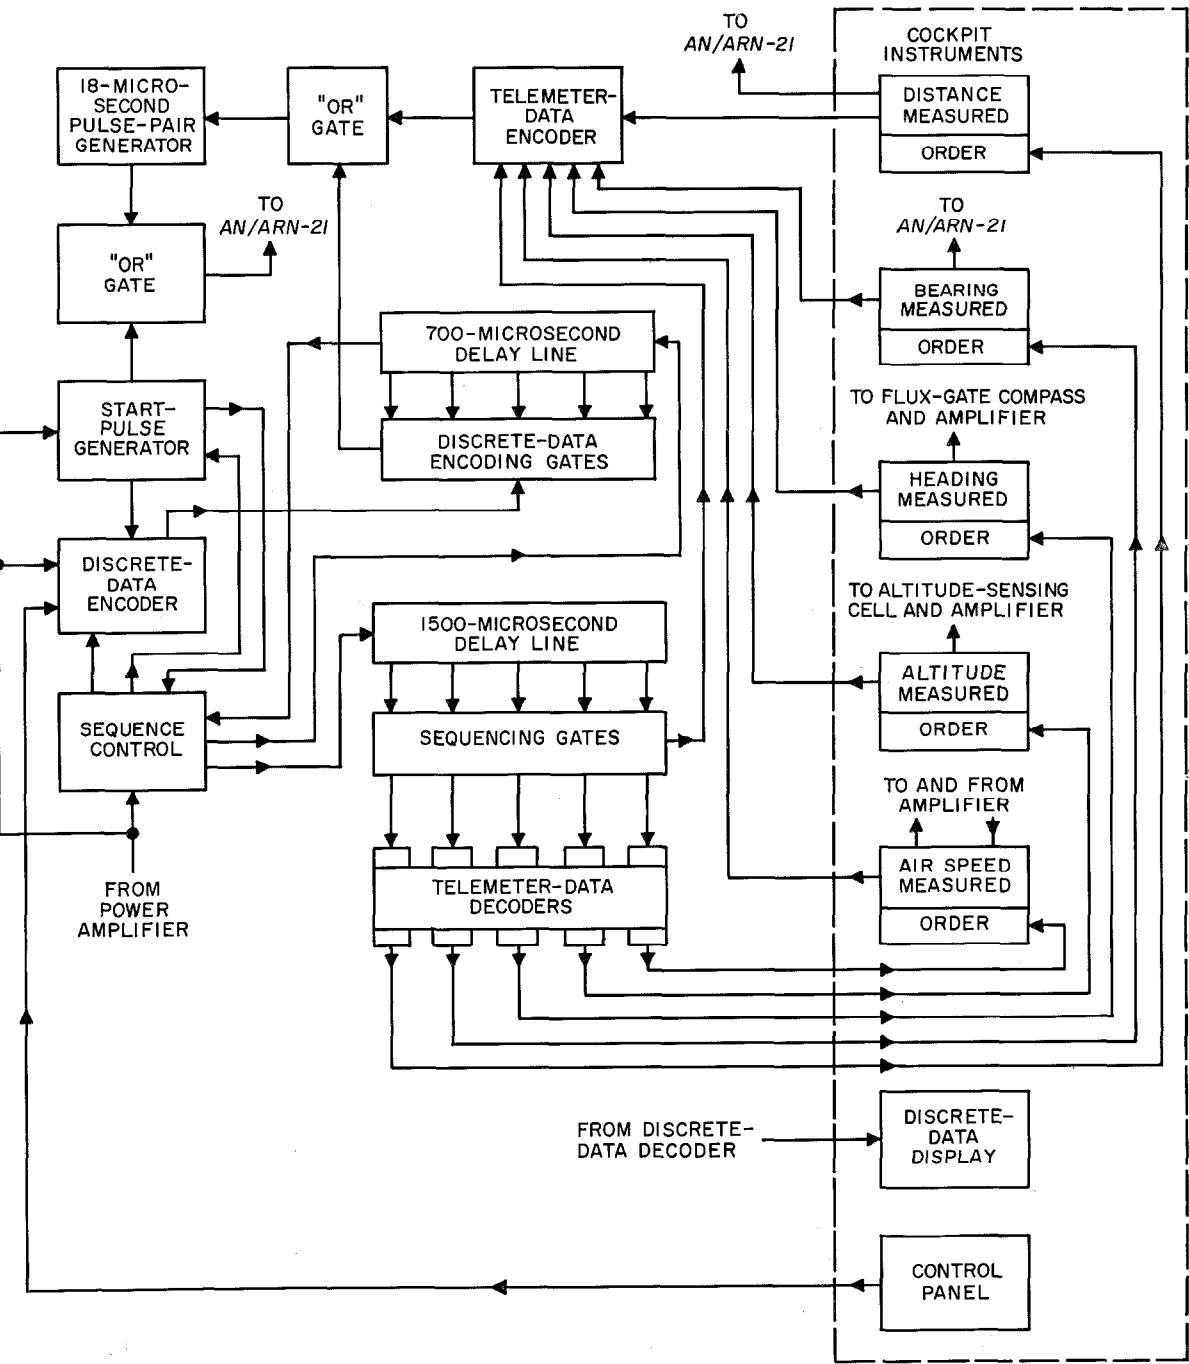 TO
AN/ARN-21
COCKPIT
INSTRUMENTS
18-MICRO-
SECOND
PULSE-PAIR
GENERATOR
"OR"
GATE
TELEMETER-
DATA
ENCODER
DISTANCE
MEASURED
ORDER
TO
AN/ARN-21
"OR"
GATE
TO
AN/ARN-21
BEARING
MEASURED
ORDER
700-MICROSECOND
DELAY LINE
START-
PULSE
GENERATOR
DISCRETE-DATA
ENCODING GATES
TO FLUX-GATE COMPASS
AND AMPLIFIER
HEADING
MEASURED
ORDER
DISCRETE-
DATA
ENCODER
TO ALTITUDE-SENSING
CELL AND AMPLIFIER
1500-MICROSECOND
DELAY LINE
ALTITUDE
MEASURED
ORDER
SEQUENCE
CONTROL
SEQUENCING GATES
TO AND FROM
AMPLIFIER
AIR SPEED
MEASURED
ORDER
FROM
POWER
AMPLIFIER
TELEMETER-DATA
DECODERS
FROM DISCRETE-
DATA DECODER
DISCRETE-
DATA
DISPLAY
CONTROL
PANEL